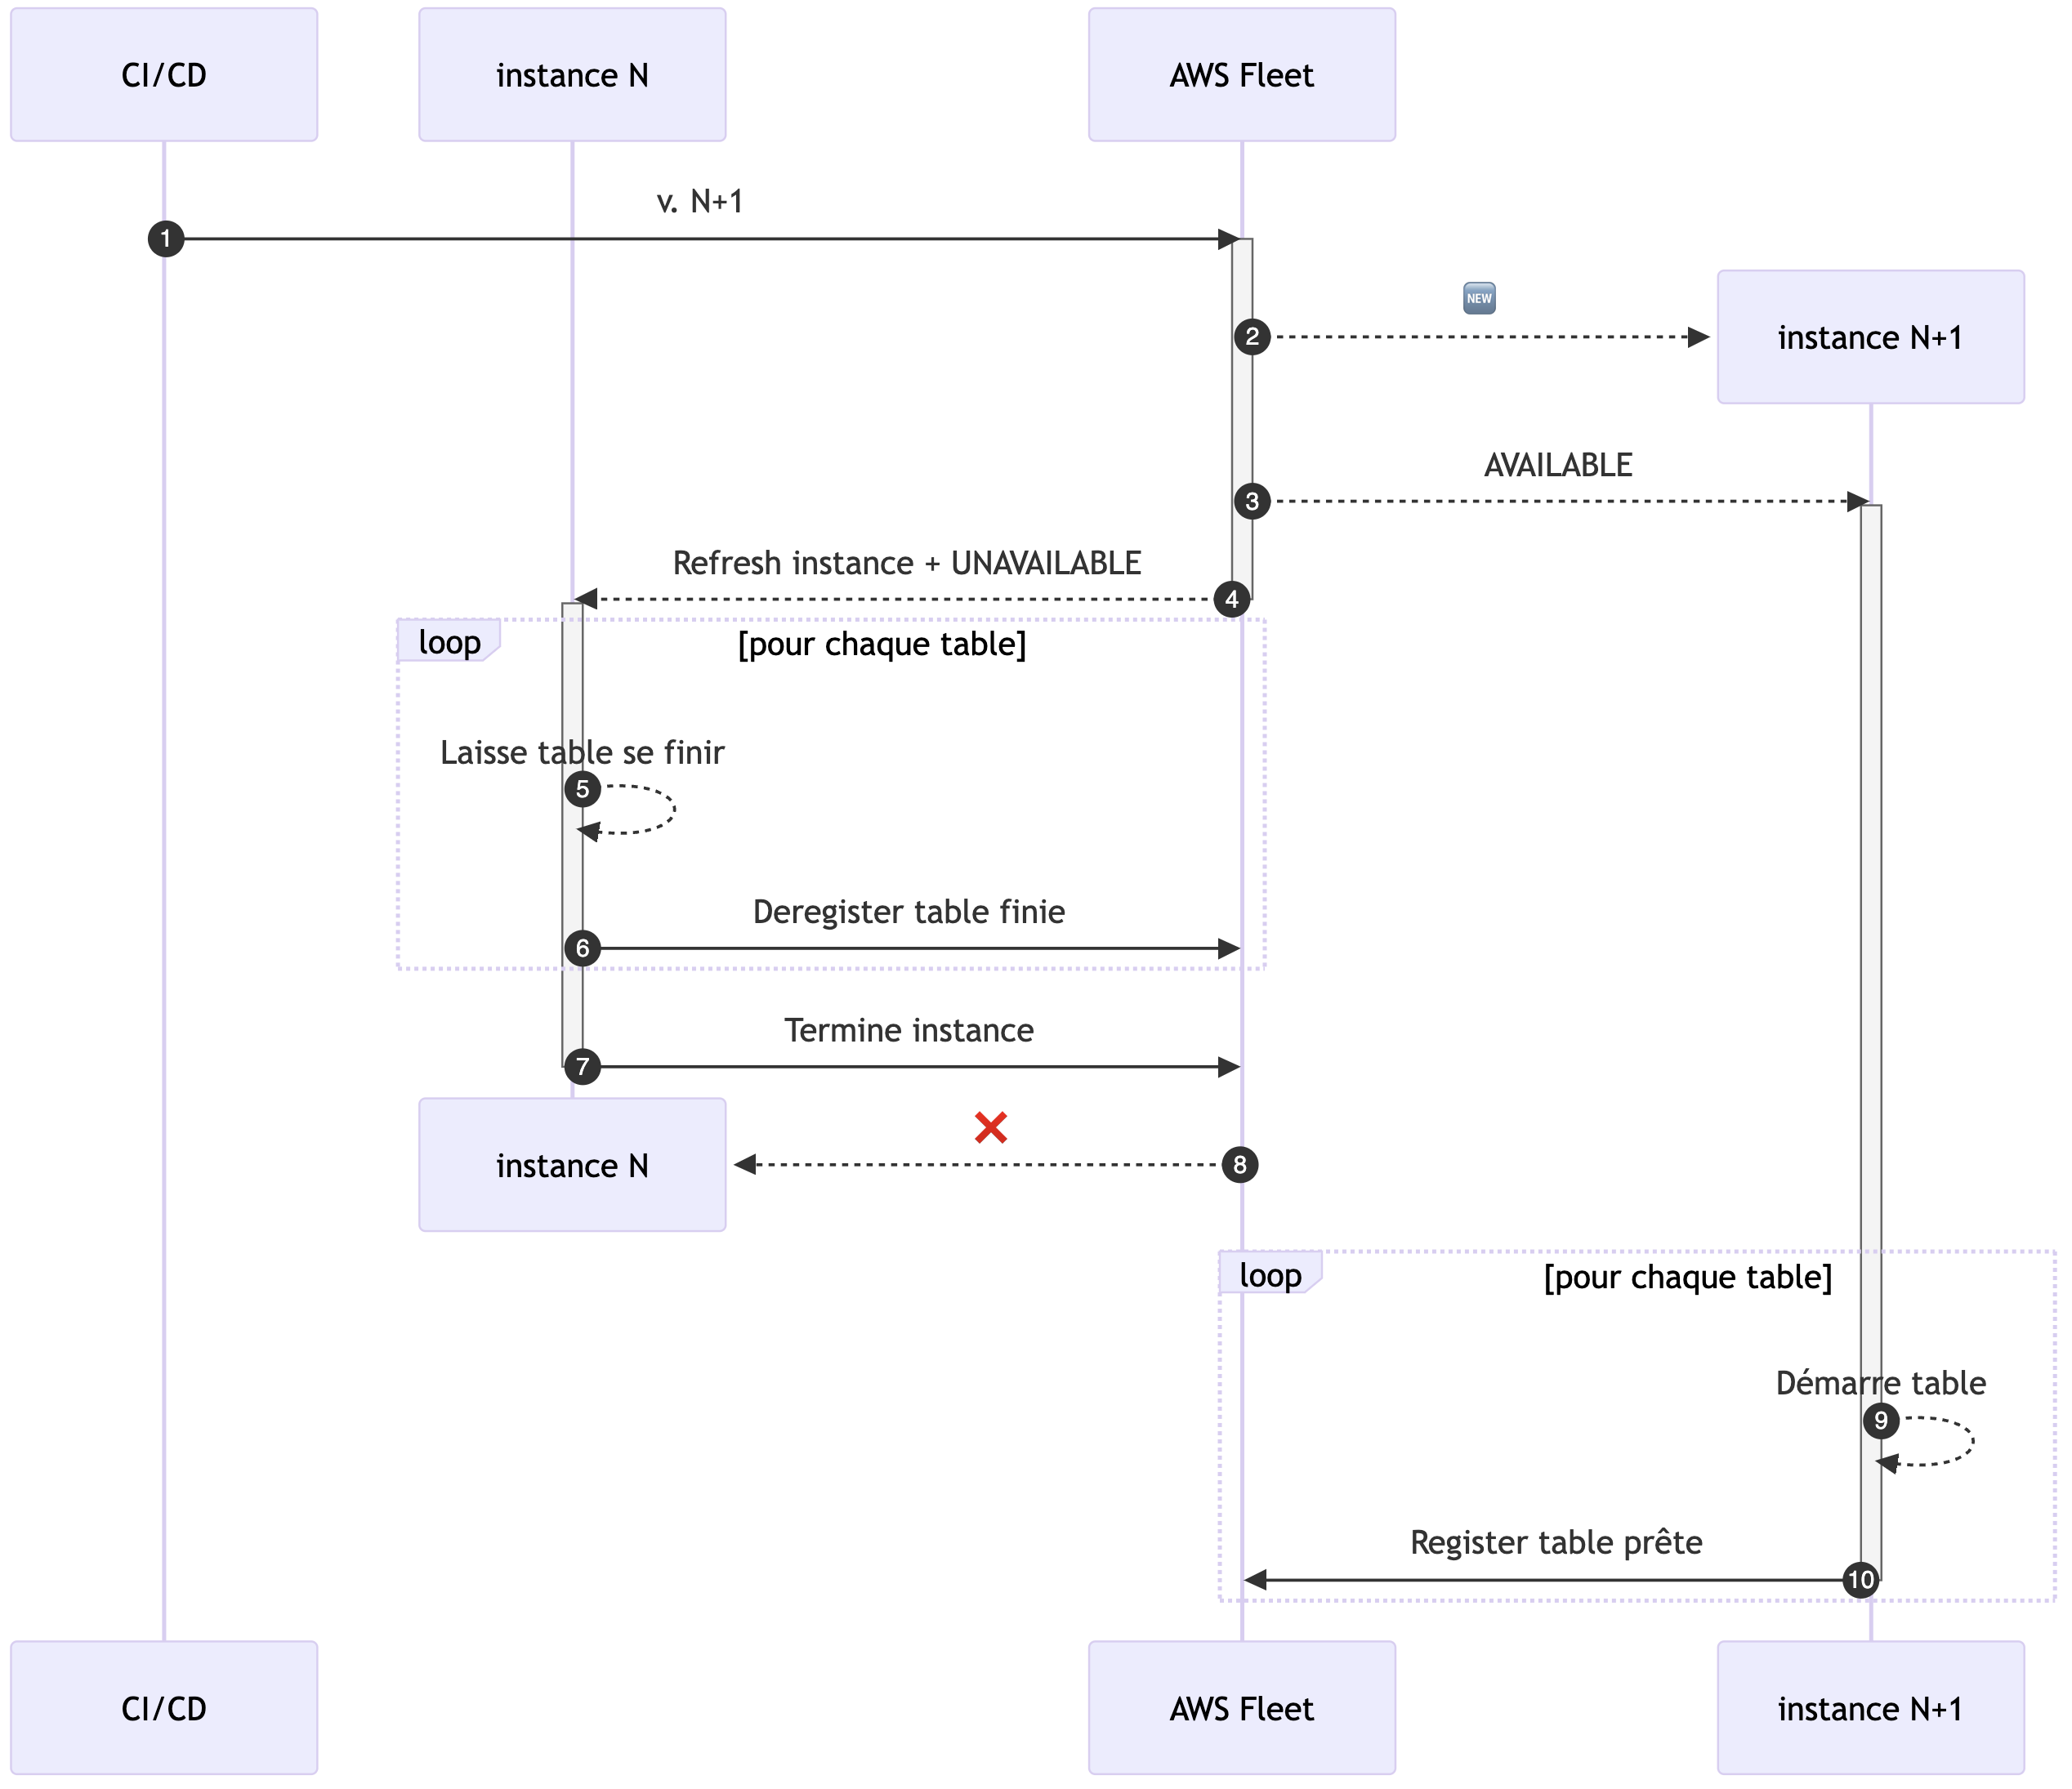 CI/CD
instance N
AWS Fleet
v. N+1
1
NEW
2
instance N+1
AVAILABLE
3
Refresh instance + UNAVAILABLE
4
loop
[pour chaque table]
Laisse table se finir
5
Deregister table finie
6
Termine instance
7
instance N
8
loop
[pour chaque table]
Démarre table
9
Register table prête
10
CI/CD
AWS Fleet
instance N+1